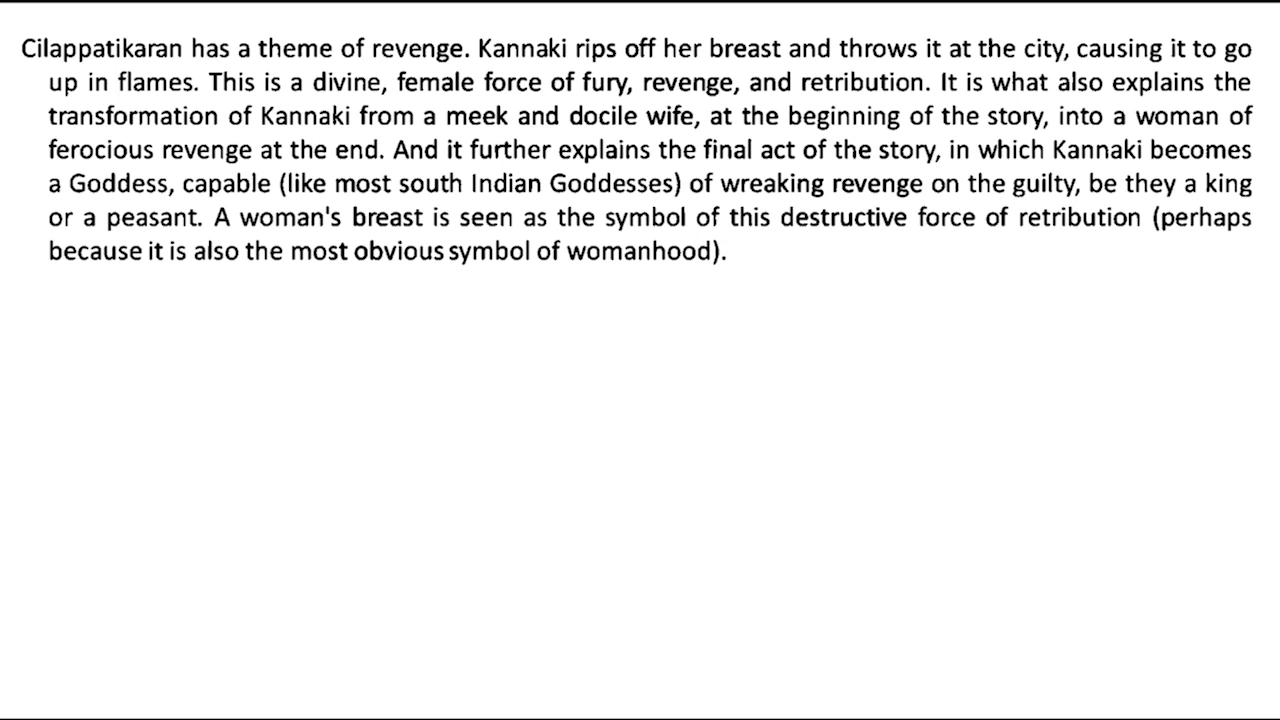 Cilappatikaran has a theme of revenge. Kannaki rips off her breast and throws it at the city, causing it to go
up in flames. This is a divine, female force of fury, revenge, and retribution. It is what also explains the
transformation of Kannaki from a meek and docile wife, at the beginning of the story, into a woman of
ferocious revenge at the end. And it further explains the final act of the story, in which Kannaki becomes
a Goddess, capable (like most south Indian Goddesses) of wreaking revenge on the guilty, be they a king
or a peasant. A woman's breast is seen as the symbol of this destructive force of retribution (perhaps
because it is also the most obvious symbol of womanhood).